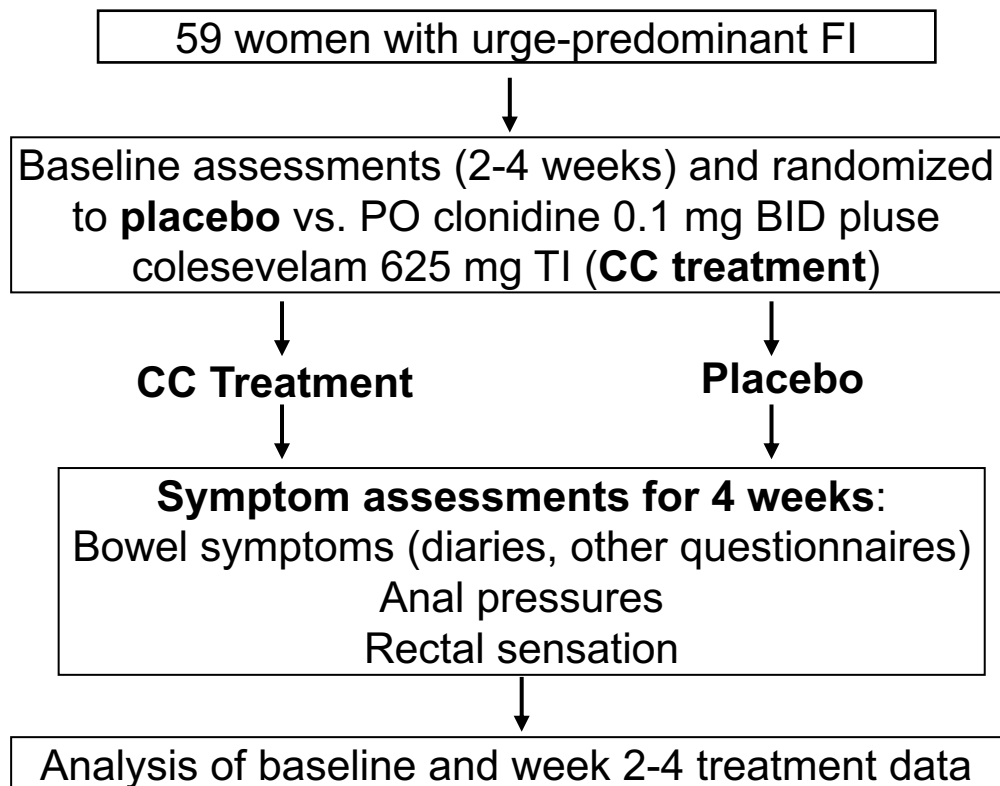 59 women with urge-predominant FI
Baseline assessments (2-4 weeks) and randomized
to placebo vs. PO clonidine 0.1 mg BID pluse
colesevelam 625 mg TI (CC treatment)
CC Treatment
Placebo
Symptom assessments for 4 weeks:
Bowel symptoms (diaries, other questionnaires)
Anal pressures
Rectal sensation
Analysis of baseline and week 2-4 treatment data